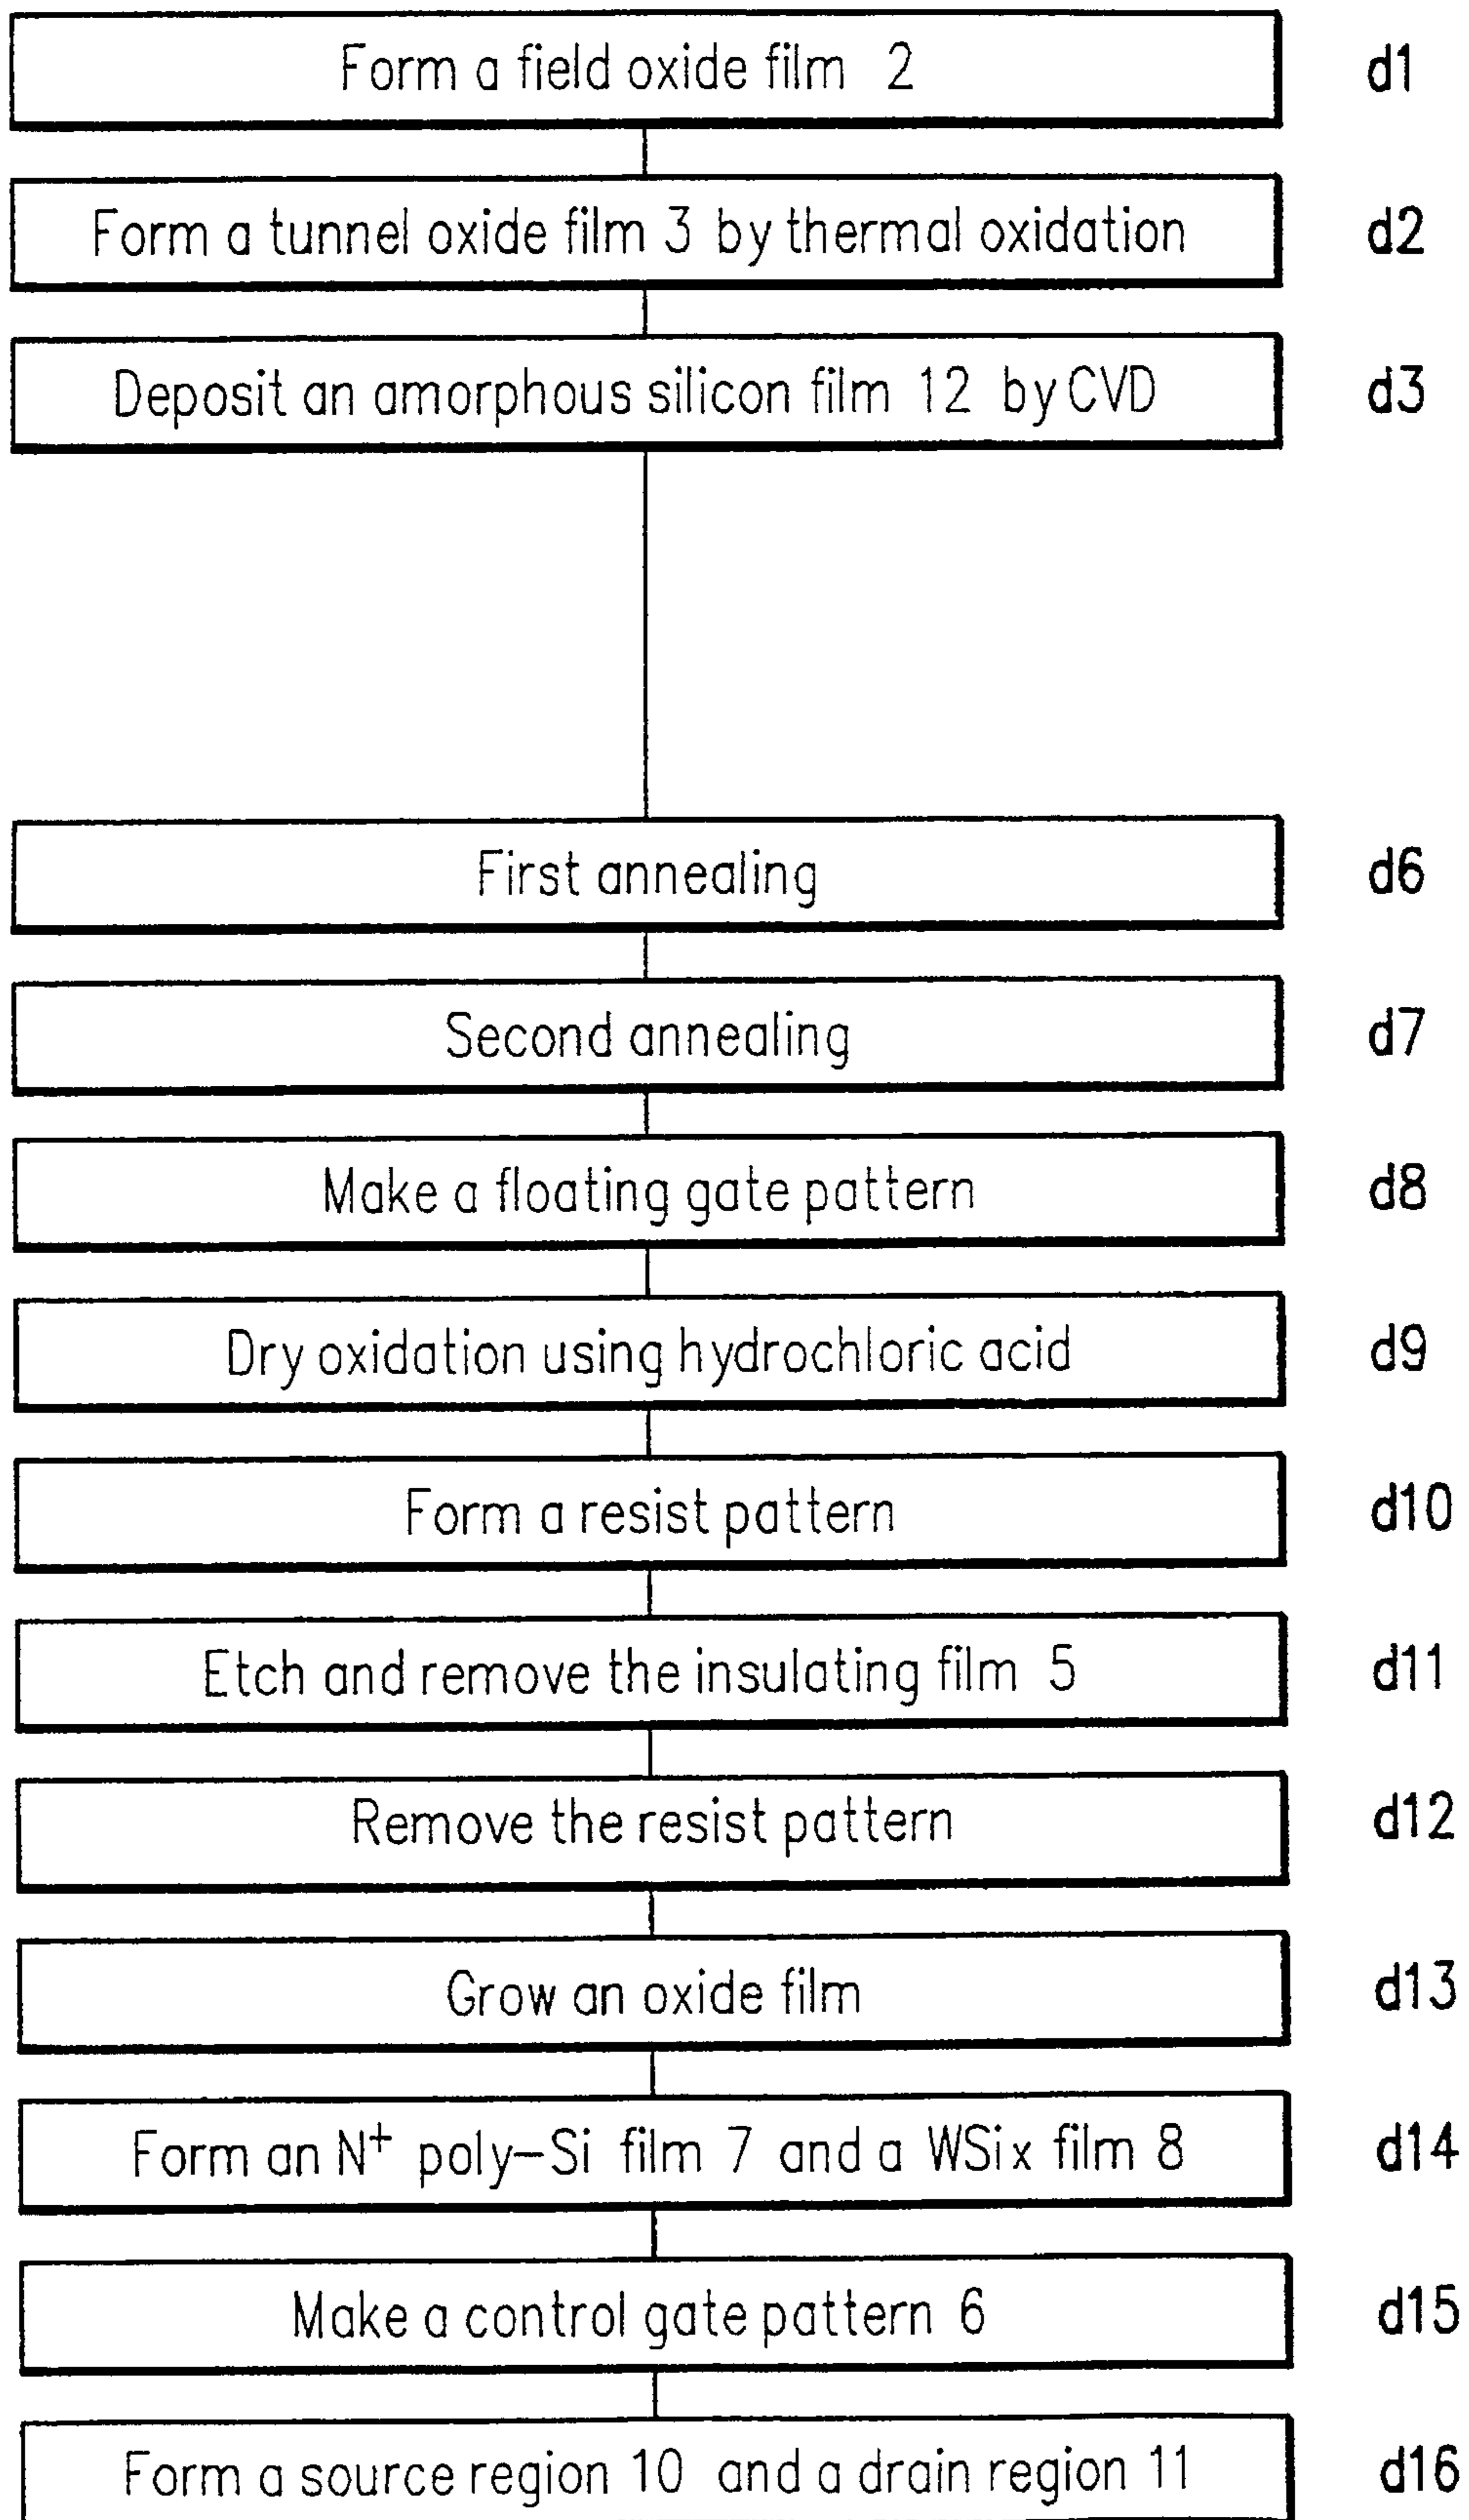 Form a field oxide film 2 d1
Form a tunnel oxide film 3 by thermal oxidation d2
Deposit an amorphous silicon film 12 by CVD d3
First annealing d6
Second annealing d7
Make a floating gate pattern d8
Dry oxidation using hydrochloric acid d9
Form a resist pattern d10
Etch and remove the insulating film 5 d11
Remove the resist pattern d12
Grow an oxide film d13
Form an N⁺ poly-Si film 7 and a WSix film 8 d14
Make a control gate pattern 6 d15
Form a source region 10 and a drain region 11 d16